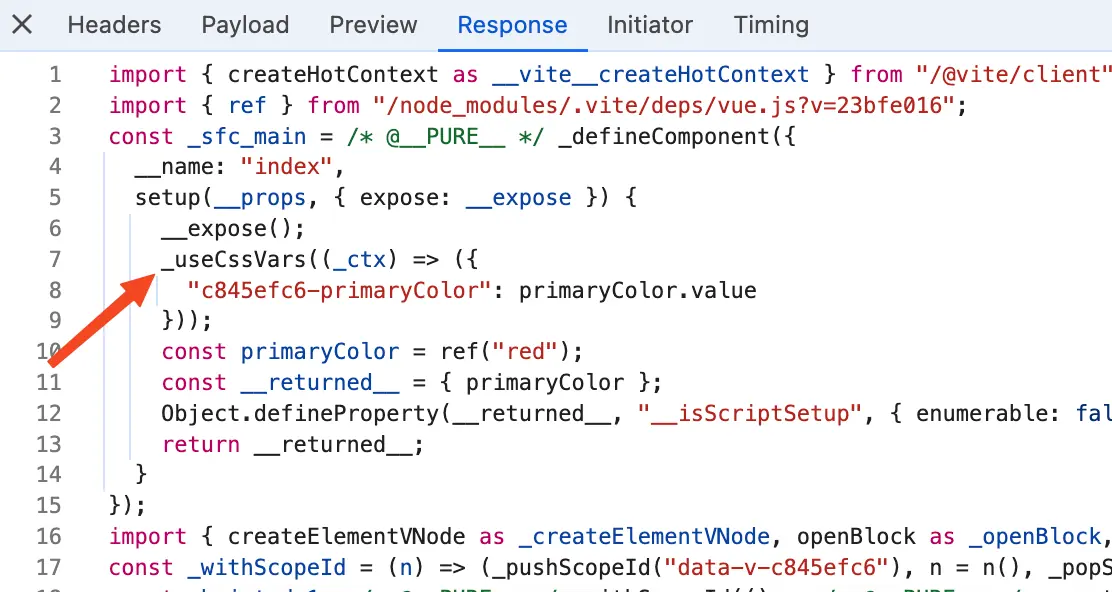 Headers Payload Preview Response Initiator Timing
1 import { createHotContext as __vite__createHotContext } from "/@vite/client"
2 import { ref } from "/node_modules/.vite/deps/vue.js?v=23bfe016";
3 const _sfc_main = /* @__PURE__ */ _defineComponent({
4 __name: "index",
5 setup(__props, { expose: __expose }) {
6 __expose();
7 _useCssVars((_ctx) => ({
8 "c845efc6-primaryColor": primaryColor.value
9 }));
10 const primaryColor = ref("red");
11 const __returned__ = { primaryColor };
12 Object.defineProperty(__returned__, "__isScriptSetup", { enumerable: fal
13 return __returned__;
14 }
15 });
16 import { createElementVNode as _createElementVNode, openBlock as _openBlock,
17 const _withScopeId = (n) => (_pushScopeId("data-v-c845efc6"), n = n(), _popS